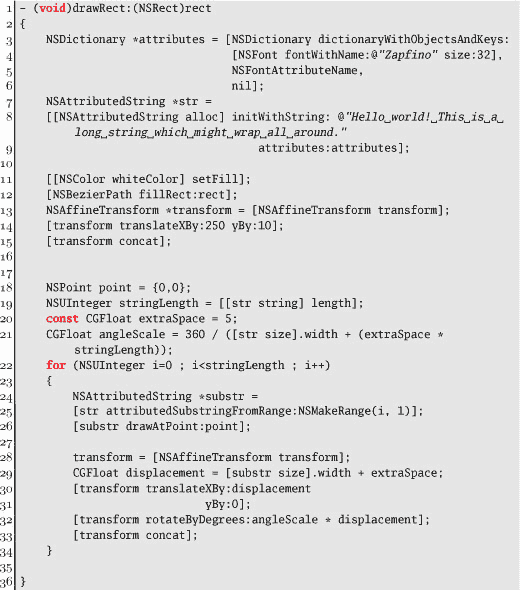 1 - (void)drawRect:(NSRect)rect
2 {
3 NSDictionary *attributes = [NSDictionary dictionaryWithObjectsAndKeys:
4 [NSFont fontWithName:@"Zapfino" size:32],
5 NSFontAttributeName,
6 nil];
7 NSAttributedString *str =
8 [[NSAttributedString alloc] initWithString: @"Hello␣world!␣This␣is␣a␣
long␣string␣which␣might␣wrap␣all␣around."
9 attributes:attributes];
10
11 [[NSColor whiteColor] setFill];
12 [NSBezierPath fillRect:rect];
13 NSAffineTransform *transform = [NSAffineTransform transform];
14 [transform translateXBy:250 yBy:10];
15 [transform concat];
16
17
18 NSPoint point = {0,0};
19 NSUInteger stringLength = [[str string] length];
20 const CGFloat extraSpace = 5;
21 CGFloat angleScale = 360 / ([str size].width + (extraSpace *
stringLength));
22 for (NSUInteger i=0 ; i<stringLength ; i++)
23 {
24 NSAttributedString *substr =
25 [str attributedSubstringFromRange:NSMakeRange(i, 1)];
26 [substr drawAtPoint:point];
27
28 transform = [NSAffineTransform transform];
29 CGFloat displacement = [substr size].width + extraSpace;
30 [transform translateXBy:displacement
31 yBy:0];
32 [transform rotateByDegrees:angleScale * displacement];
33 [transform concat];
34 }
35
36 }